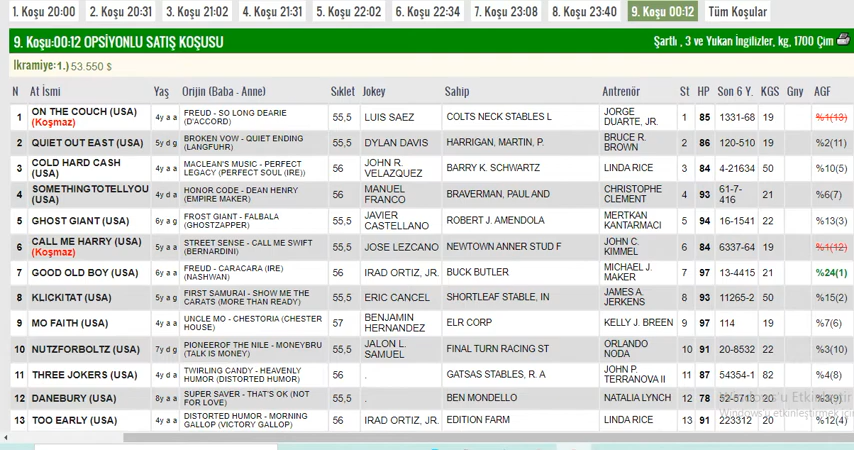 1. Koşu 20:00 2. Koşu 20:31 3. Koşu 21:02 4. Koşu 21:31 5. Koşu 22:02 6. Koşu 22:34 7. Koşu 23:08 8. Koşu 23:40 9. Koşu 00:12 Tüm Koşular
9. Koşu:00:12 OPSİYONLU SATIŞ KOŞUSU Şartlı , 3 ve Yukarı İngilizler, kg, 1700 Çim
İkramiye: 1.) 53.550 $
N At İsmi Yaş Orijin (Baba - Anne) Sıklet Jokey Sahip Antrenör St HP Son 6 Y. KGS Gny AGF
1 ON THE COUCH (USA) (Koşmaz) 4y a a FREUD - SO LONG DEARIE (D'ACCORD) 55,5 LUIS SAEZ COLTS NECK STABLES L JORGE DUARTE, JR. 1 85 1331-68 19 %1(13)
2 QUIET OUT EAST (USA) 5y d g BROKEN VOW - QUIET ENDING (LANGFUHR) 55,5 DYLAN DAVIS HARRIGAN, MARTIN, P. BRUCE R. BROWN 2 86 120-510 19 %2(11)
3 COLD HARD CASH (USA) 4y a a MACLEAN'S MUSIC - PERFECT LEGACY (PERFECT SOUL (IRE)) 56 JOHN R. VELAZQUEZ BARRY K. SCHWARTZ LINDA RICE 3 84 4-21634 50 %10(5)
4 SOMETHINGTOTELLYOU (USA) 4y d a HONOR CODE - DEAN HENRY (EMPIRE MAKER) 56 MANUEL FRANCO BRAVERMAN, PAUL AND CHRISTOPHE CLEMENT 4 93 61-7-416 21 %6(7)
5 GHOST GIANT (USA) 6y a g FROST GIANT - FALBALA (GHOSTZAPPER) 55,5 JAVIER CASTELLANO ROBERT J. AMENDOLA MERTKAN KANTARMACI 5 94 16-1541 22 %13(3)
6 CALL ME HARRY (USA) (Koşmaz) 5y a a STREET SENSE - CALL ME SWIFT (BERNARDINI) 55,5 JOSE LEZCANO NEWTOWN ANNER STUD F JOHN C. KIMMEL 6 84 6337-64 19 %1(12)
7 GOOD OLD BOY (USA) 6y a a FREUD - CARACARA (IRE) (NASHWAN) 56 IRAD ORTIZ, JR. BUCK BUTLER MICHAEL J. MAKER 7 97 13-4415 21 %24(1)
8 KLICKITAT (USA) 5y a g FIRST SAMURAI - SHOW ME THE CARATS (MORE THAN READY) 55,5 ERIC CANCEL SHORTLEAF STABLE, IN JAMES A. JERKENS 8 93 11265-2 50 %15(2)
9 MO FAITH (USA) 4y a a UNCLE MO - CHESTORIA (CHESTER HOUSE) 57 BENJAMIN HERNANDEZ ELR CORP KELLY J. BREEN 9 97 114 19 %7(6)
10 NUTZFORBOLTZ (USA) 7y d g PIONEEROF THE NILE - MONEYBRU (TALK IS MONEY) 55,5 JALON L. SAMUEL FINAL TURN RACING ST ORLANDO NODA 10 91 20-8532 22 %3(10)
11 THREE JOKERS (USA) 4y d a TWIRLING CANDY - HEAVENLY HUMOR (DISTORTED HUMOR) 56 . GATSAS STABLES, R. A JOHN P. TERRANOVA II 11 87 54354-1 82 %4(8)
12 DANEBURY (USA) 8y a a SUPER SAVER - THAT'S OK (NOT FOR LOVE) 55,5 . BEN MONDELLO NATALIA LYNCH 12 78 52-5713 20 %3(9)
Windows'u Etkinleştir
13 TOO EARLY (USA) 4y a a DISTORTED HUMOR - MORNING GALLOP (VICTORY GALLOP) 56 IRAD ORTIZ, JR. EDITION FARM LINDA RICE 13 91 223312 20 %12(4)
Windows'u etkinleştirmek için